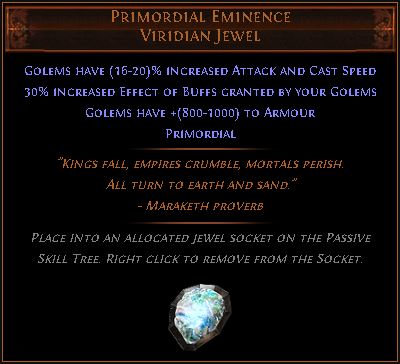 Primordial Eminence
Viridian Jewel
Golems have (16-20)% increased Attack and Cast Speed
30% increased Effect of Buffs granted by your Golems
Golems have +(800-1000) to Armour
Primordial
"Kings fall, empires crumble, mortals perish.
All turn to earth and sand."
- Maraketh proverb
Place into an allocated jewel socket on the Passive
Skill Tree. Right click to remove from the Socket.